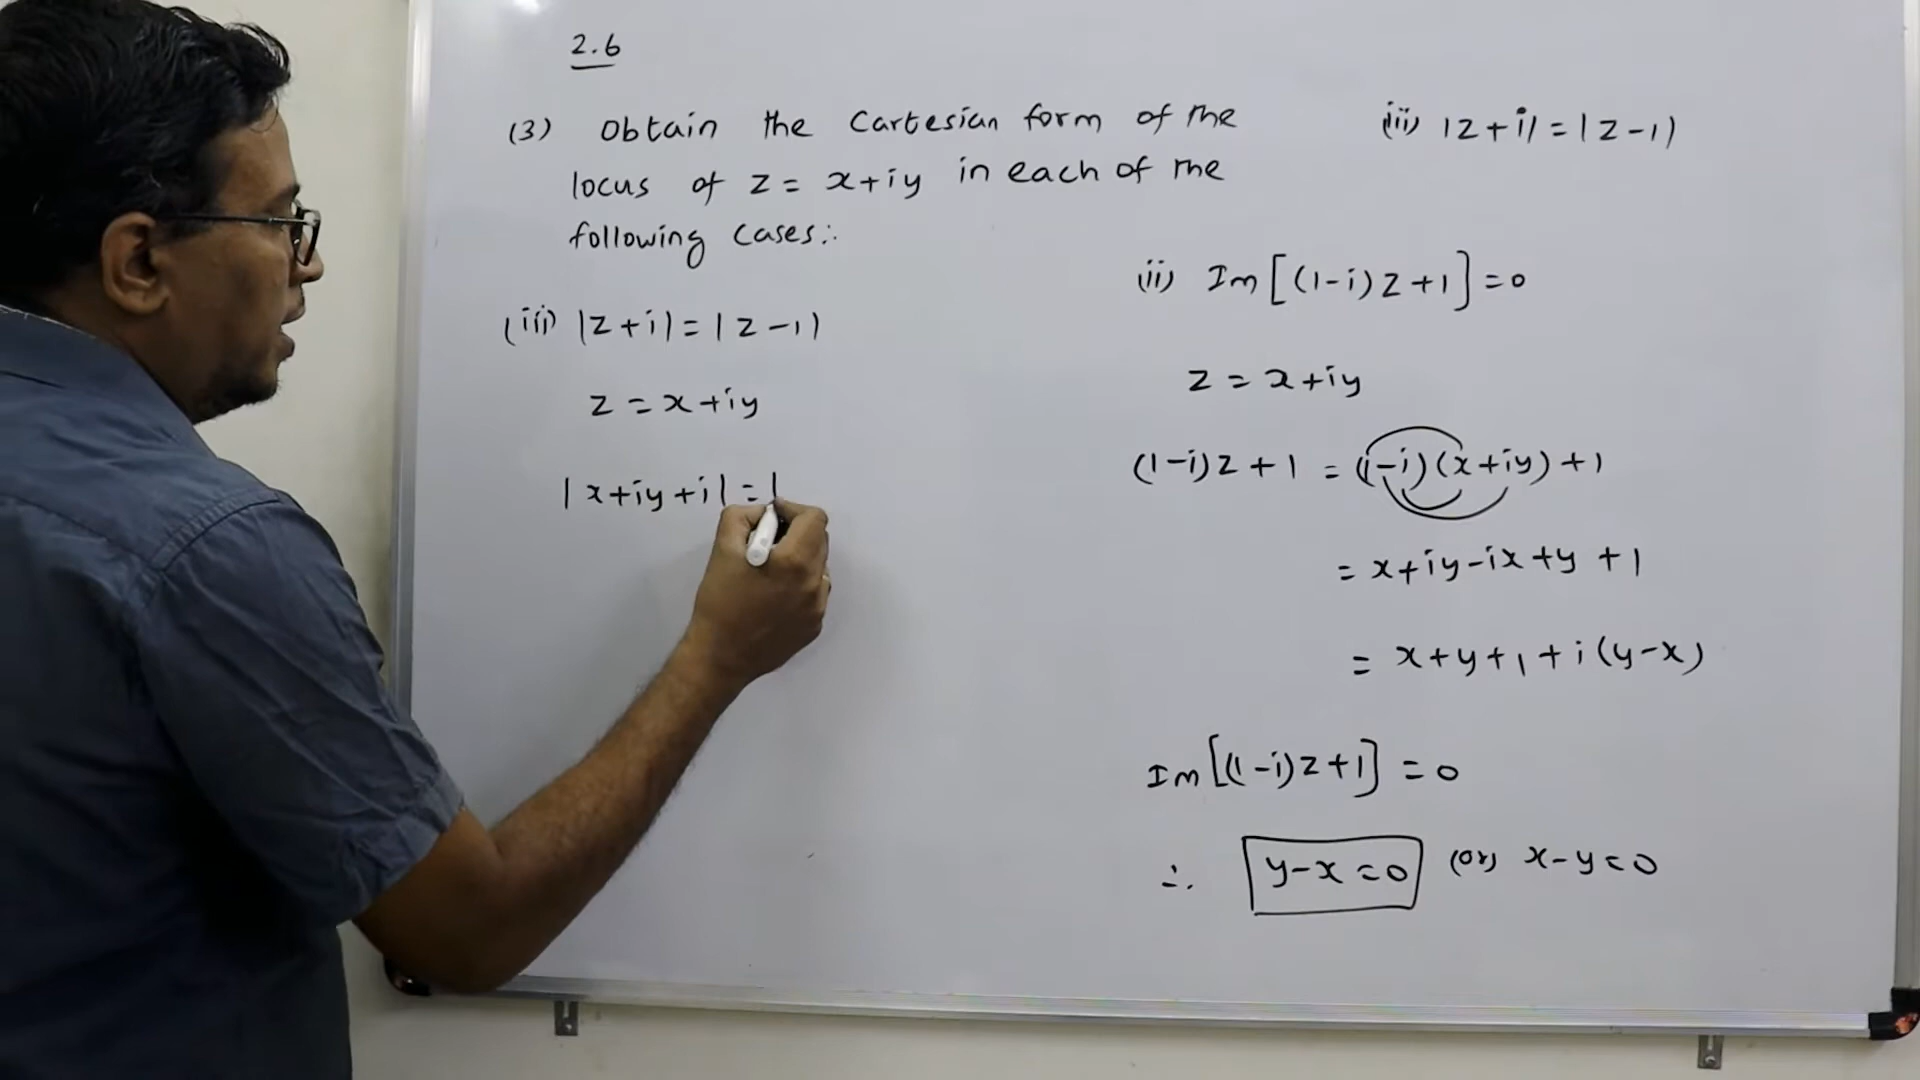 2.6
(3) Obtain the Cartesian form of the
locus of z = x+iy in each of the
following cases:
(iii) |z+i| = |z-1|
z = x+iy
|x+iy+i| = |
(iii) |z+i| = |z-1|
(ii) Im[(1-i)z+1] = 0
z = x+iy
(1-i)z+1 = (1-i)(x+iy)+1
= x+iy-ix+y+1
= x+y+1+i(y-x)
Im[(1-i)z+1] = 0
∴ y-x=0 (or) x-y=0